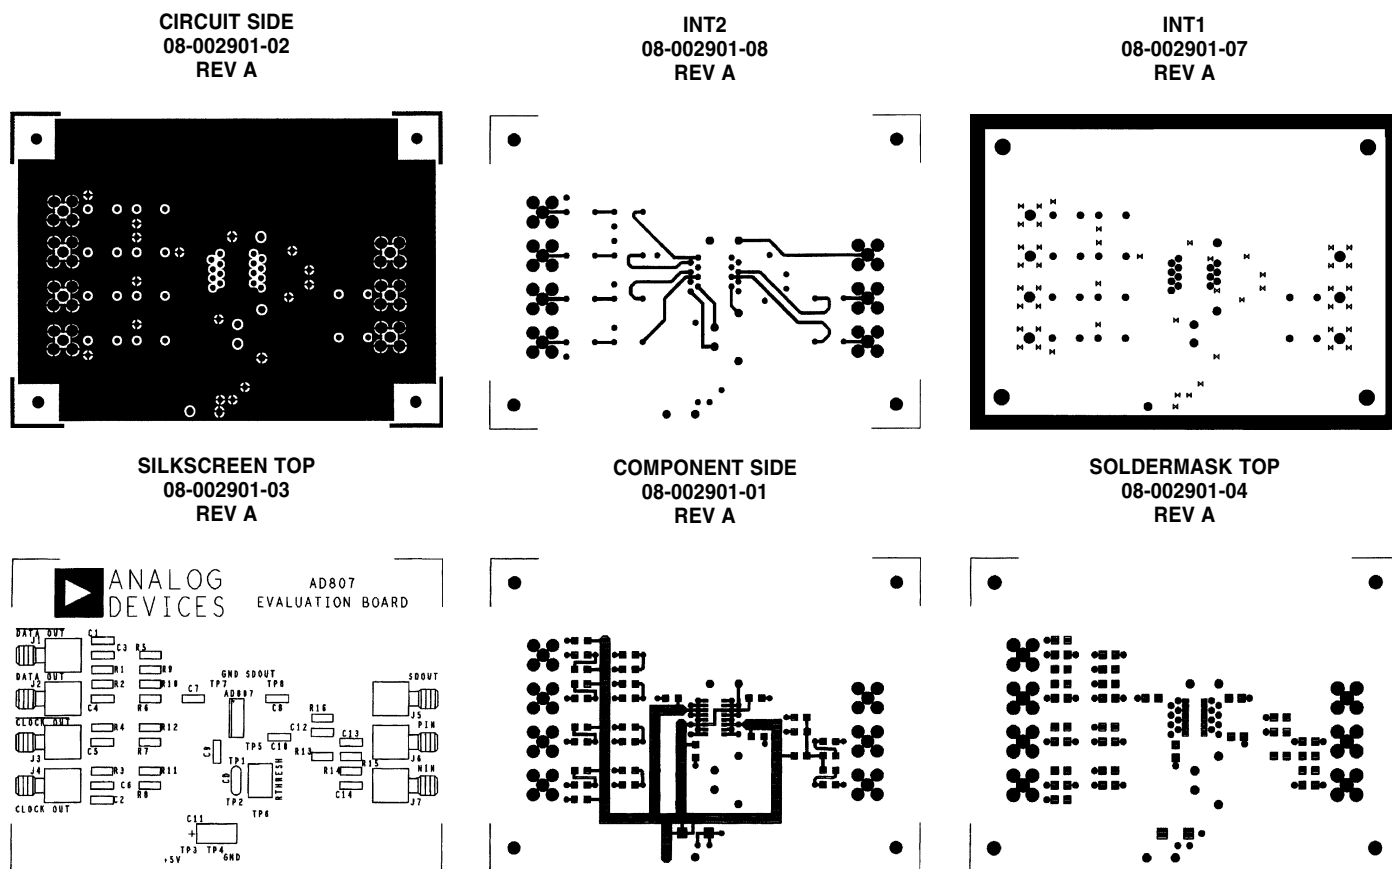 CIRCUIT SIDE
08-002901-02
REV A
INT2
08-002901-08
REV A
INT1
08-002901-07
REV A
SILKSCREEN TOP
08-002901-03
REV A
COMPONENT SIDE
08-002901-01
REV A
SOLDERMASK TOP
08-002901-04
REV A
ANALOG
DEVICES
AD807
EVALUATION BOARD
DATA OUT
C1
J1
C3
R5
R1
R9
DATA OUT
J2
R2
R10
C7
C4
R6
GND SDOUT
TP7
TP8
AD807
C8
SDOUT
J5
CLOCK OUT
R4
R12
R16
C12
PIN
J3
C5
R7
C9
TP5
C10
C13
J6
R13
R15
J4
R3
R11
TP1
R14
NIN
C6
R8
CD
RTHRESH
C14
J7
C2
CLOCK OUT
TP2
TP6
C11
+
TP3
TP4
+5V
GND